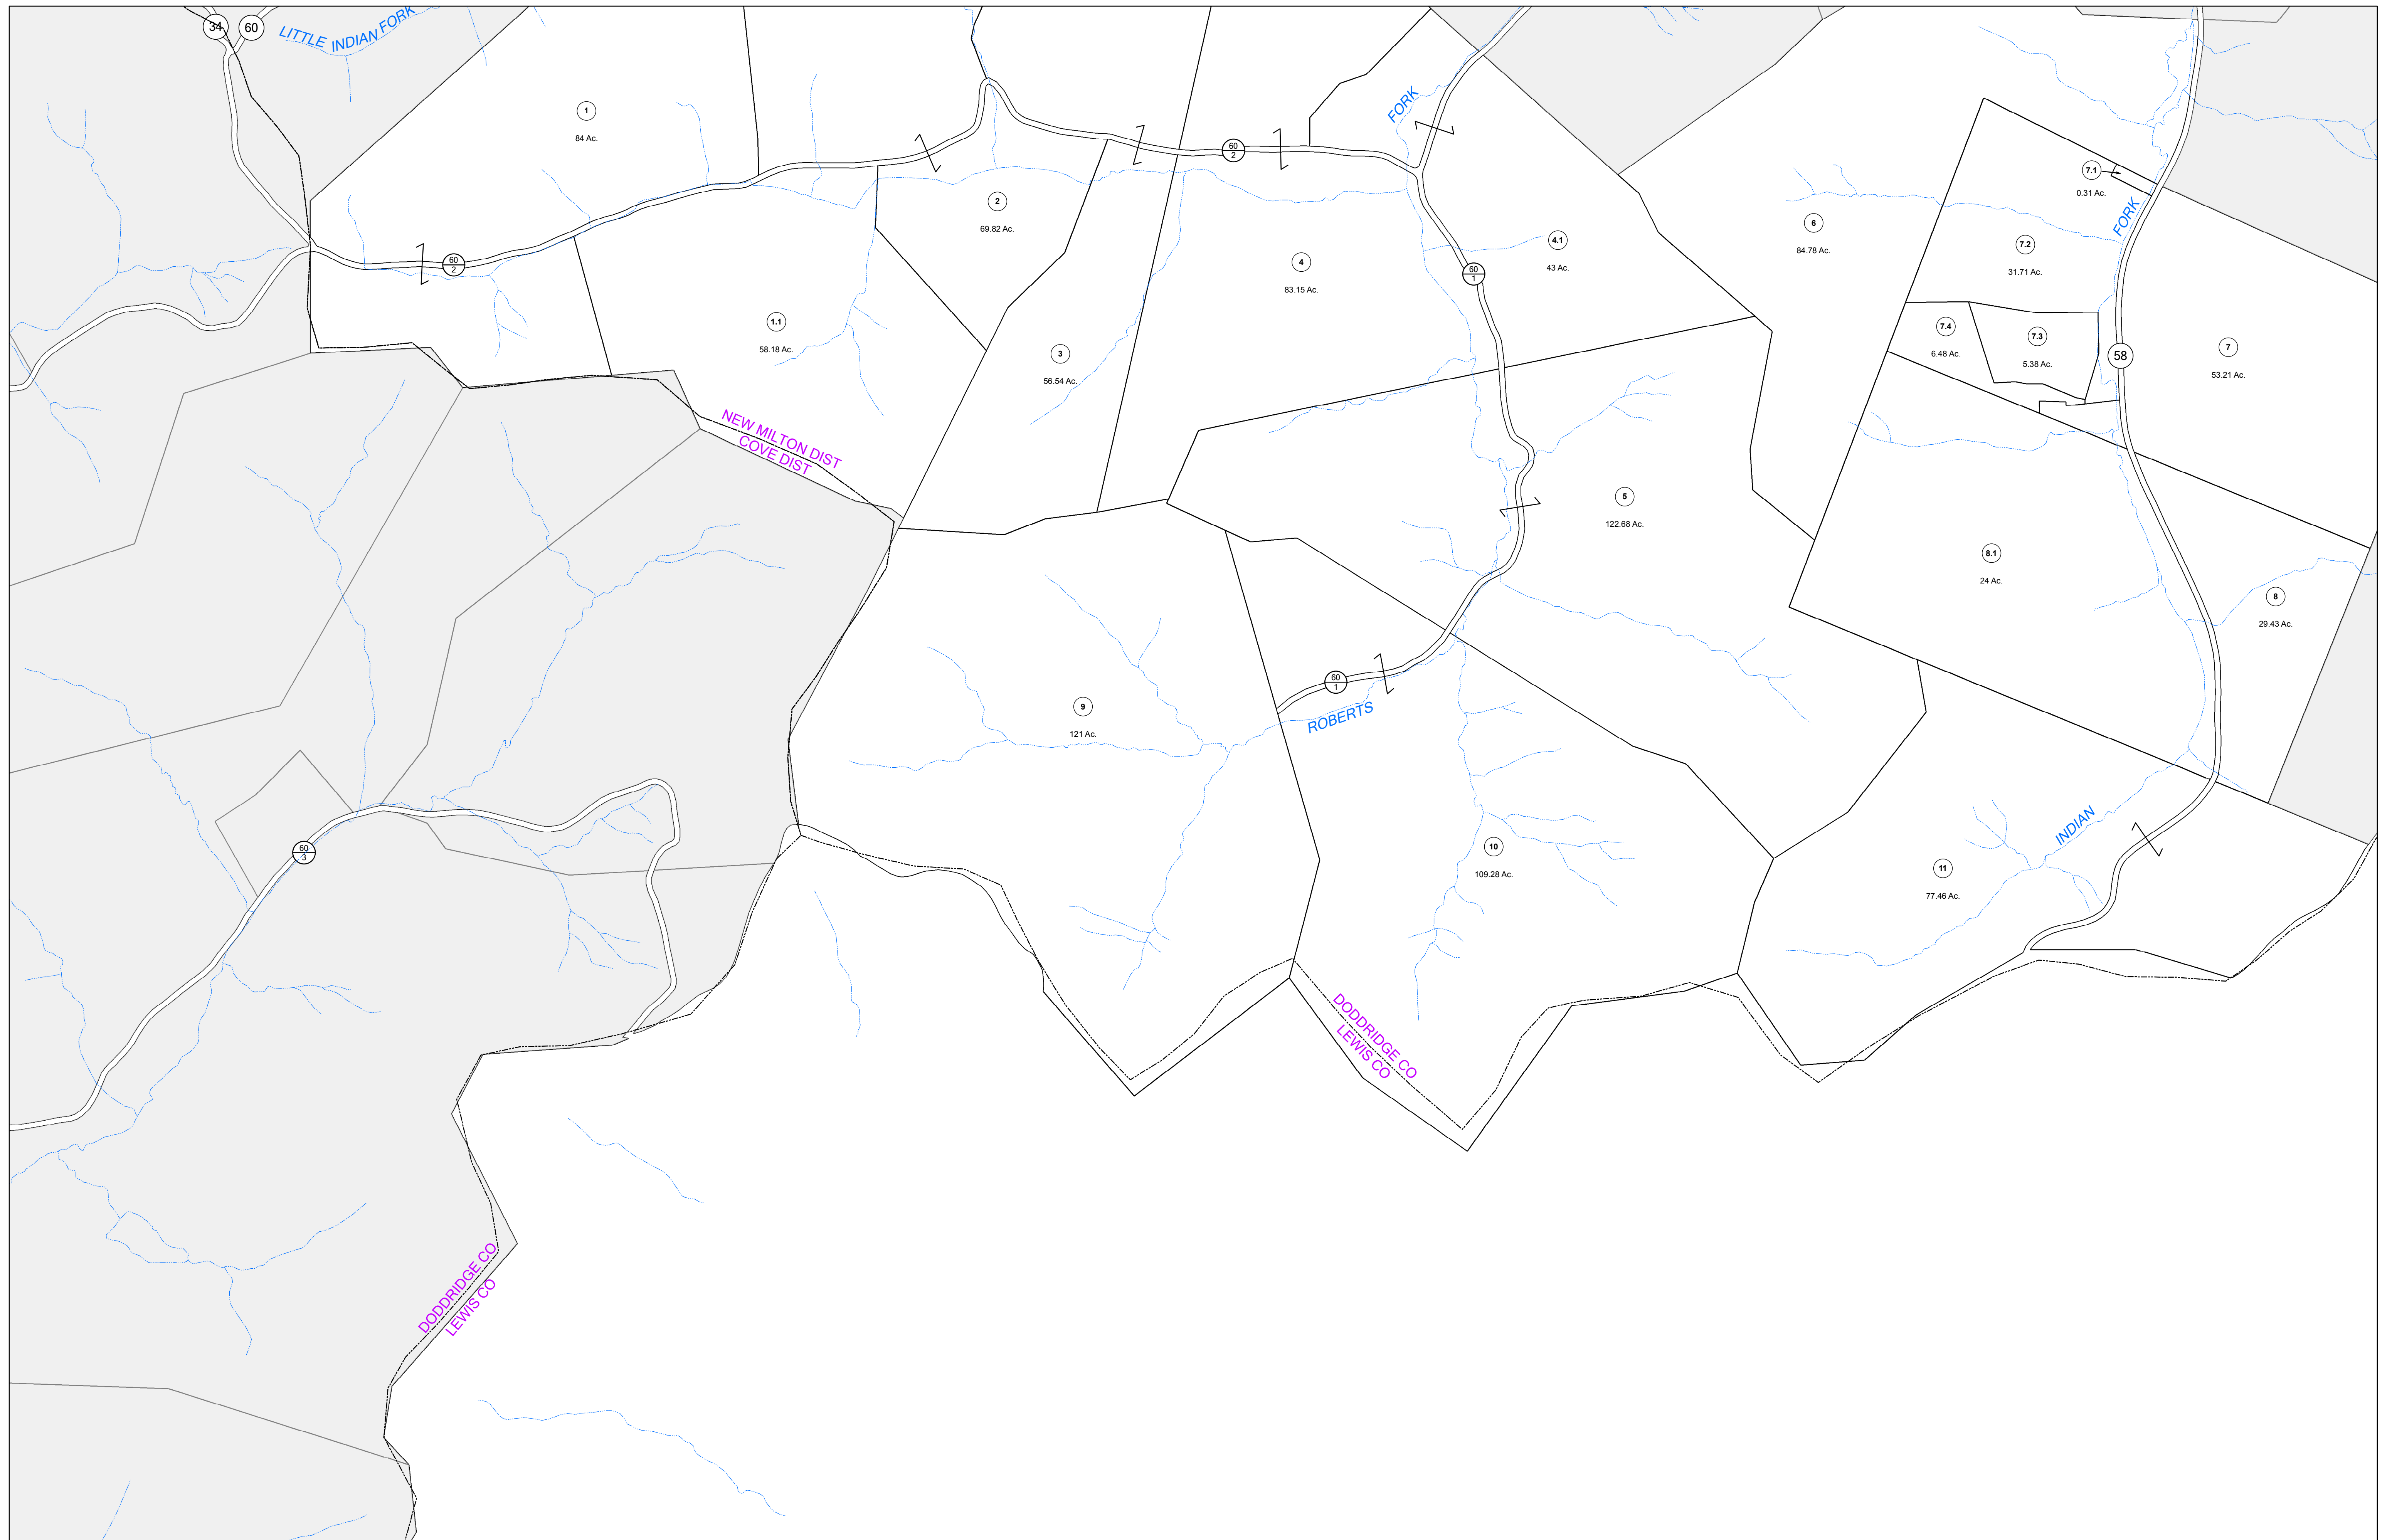 34
60
LITTLE INDIAN FORK
1
84 Ac.
FORK
60
2
7.1
0.31 Ac.
2
69.82 Ac.
FORK
6
84.78 Ac.
4.1
43 Ac.
7.2
31.71 Ac.
60
2
4
83.15 Ac.
60
1
1.1
58.18 Ac.
3
56.54 Ac.
7.4
6.48 Ac.
7.3
5.38 Ac.
58
7
53.21 Ac.
NEW MILTON DIST
COVE DIST
5
122.68 Ac.
8.1
24 Ac.
8
29.43 Ac.
60
1
9
121 Ac.
ROBERTS
INDIAN
60
3
10
109.28 Ac.
11
77.46 Ac.
DODDRIDGE CO
LEWIS CO
DODDRIDGE CO
LEWIS CO